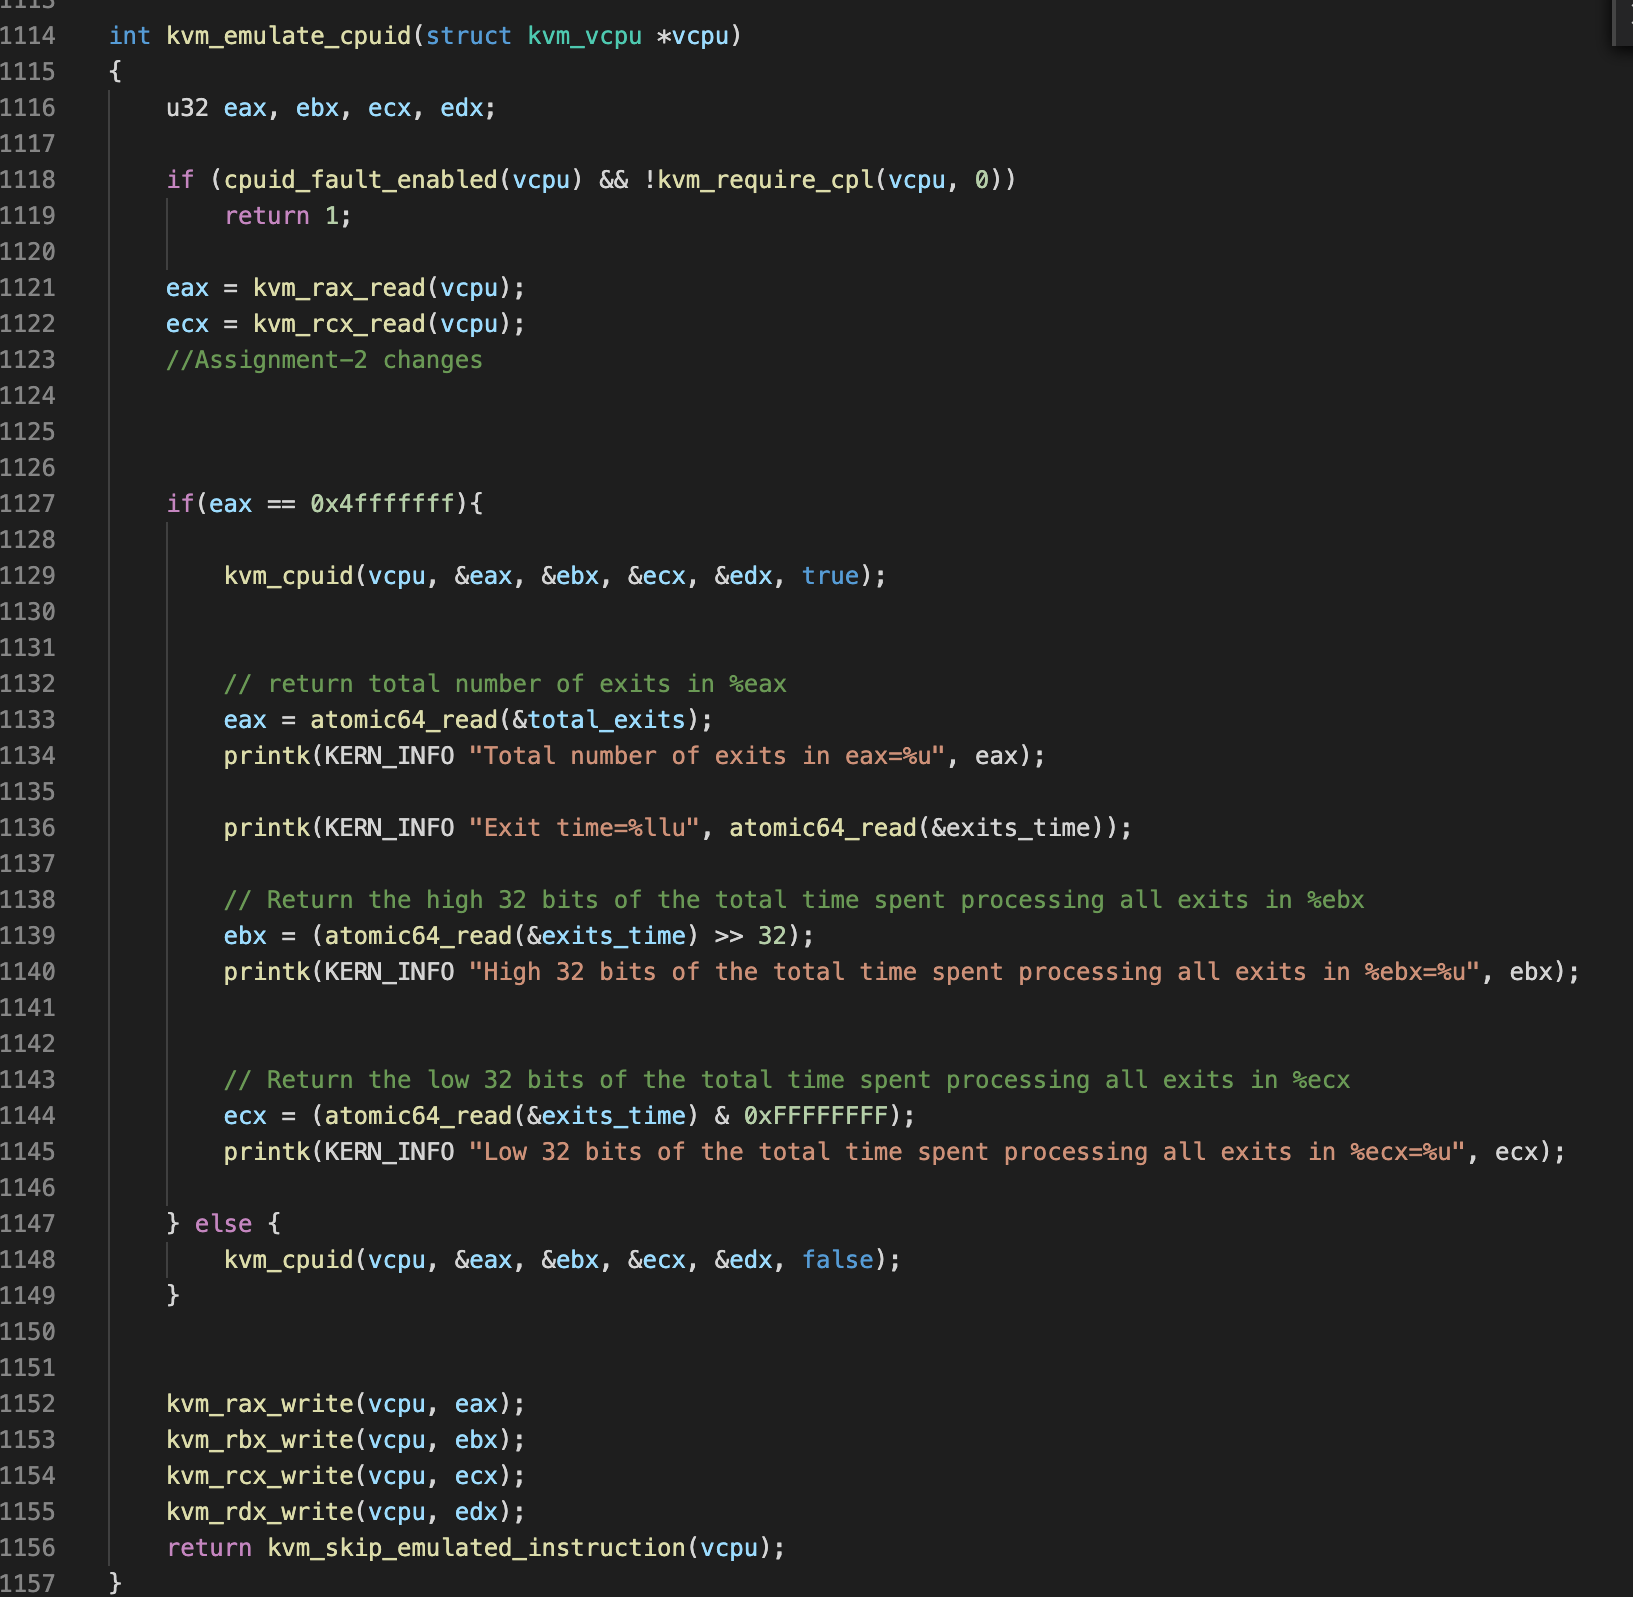 1113
1114 int kvm_emulate_cpuid(struct kvm_vcpu *vcpu)
1115 {
1116 u32 eax, ebx, ecx, edx;
1117
1118 if (cpuid_fault_enabled(vcpu) && !kvm_require_cpl(vcpu, 0))
1119 return 1;
1120
1121 eax = kvm_rax_read(vcpu);
1122 ecx = kvm_rcx_read(vcpu);
1123 //Assignment-2 changes
1124
1125
1126
1127 if(eax == 0x4fffffff){
1128
1129 kvm_cpuid(vcpu, &eax, &ebx, &ecx, &edx, true);
1130
1131
1132 // return total number of exits in %eax
1133 eax = atomic64_read(&total_exits);
1134 printk(KERN_INFO "Total number of exits in eax=%u", eax);
1135
1136 printk(KERN_INFO "Exit time=%llu", atomic64_read(&exits_time));
1137
1138 // Return the high 32 bits of the total time spent processing all exits in %ebx
1139 ebx = (atomic64_read(&exits_time) >> 32);
1140 printk(KERN_INFO "High 32 bits of the total time spent processing all exits in %ebx=%u", ebx);
1141
1142
1143 // Return the low 32 bits of the total time spent processing all exits in %ecx
1144 ecx = (atomic64_read(&exits_time) & 0xFFFFFFFF);
1145 printk(KERN_INFO "Low 32 bits of the total time spent processing all exits in %ecx=%u", ecx);
1146
1147 } else {
1148 kvm_cpuid(vcpu, &eax, &ebx, &ecx, &edx, false);
1149 }
1150
1151
1152 kvm_rax_write(vcpu, eax);
1153 kvm_rbx_write(vcpu, ebx);
1154 kvm_rcx_write(vcpu, ecx);
1155 kvm_rdx_write(vcpu, edx);
1156 return kvm_skip_emulated_instruction(vcpu);
1157 }